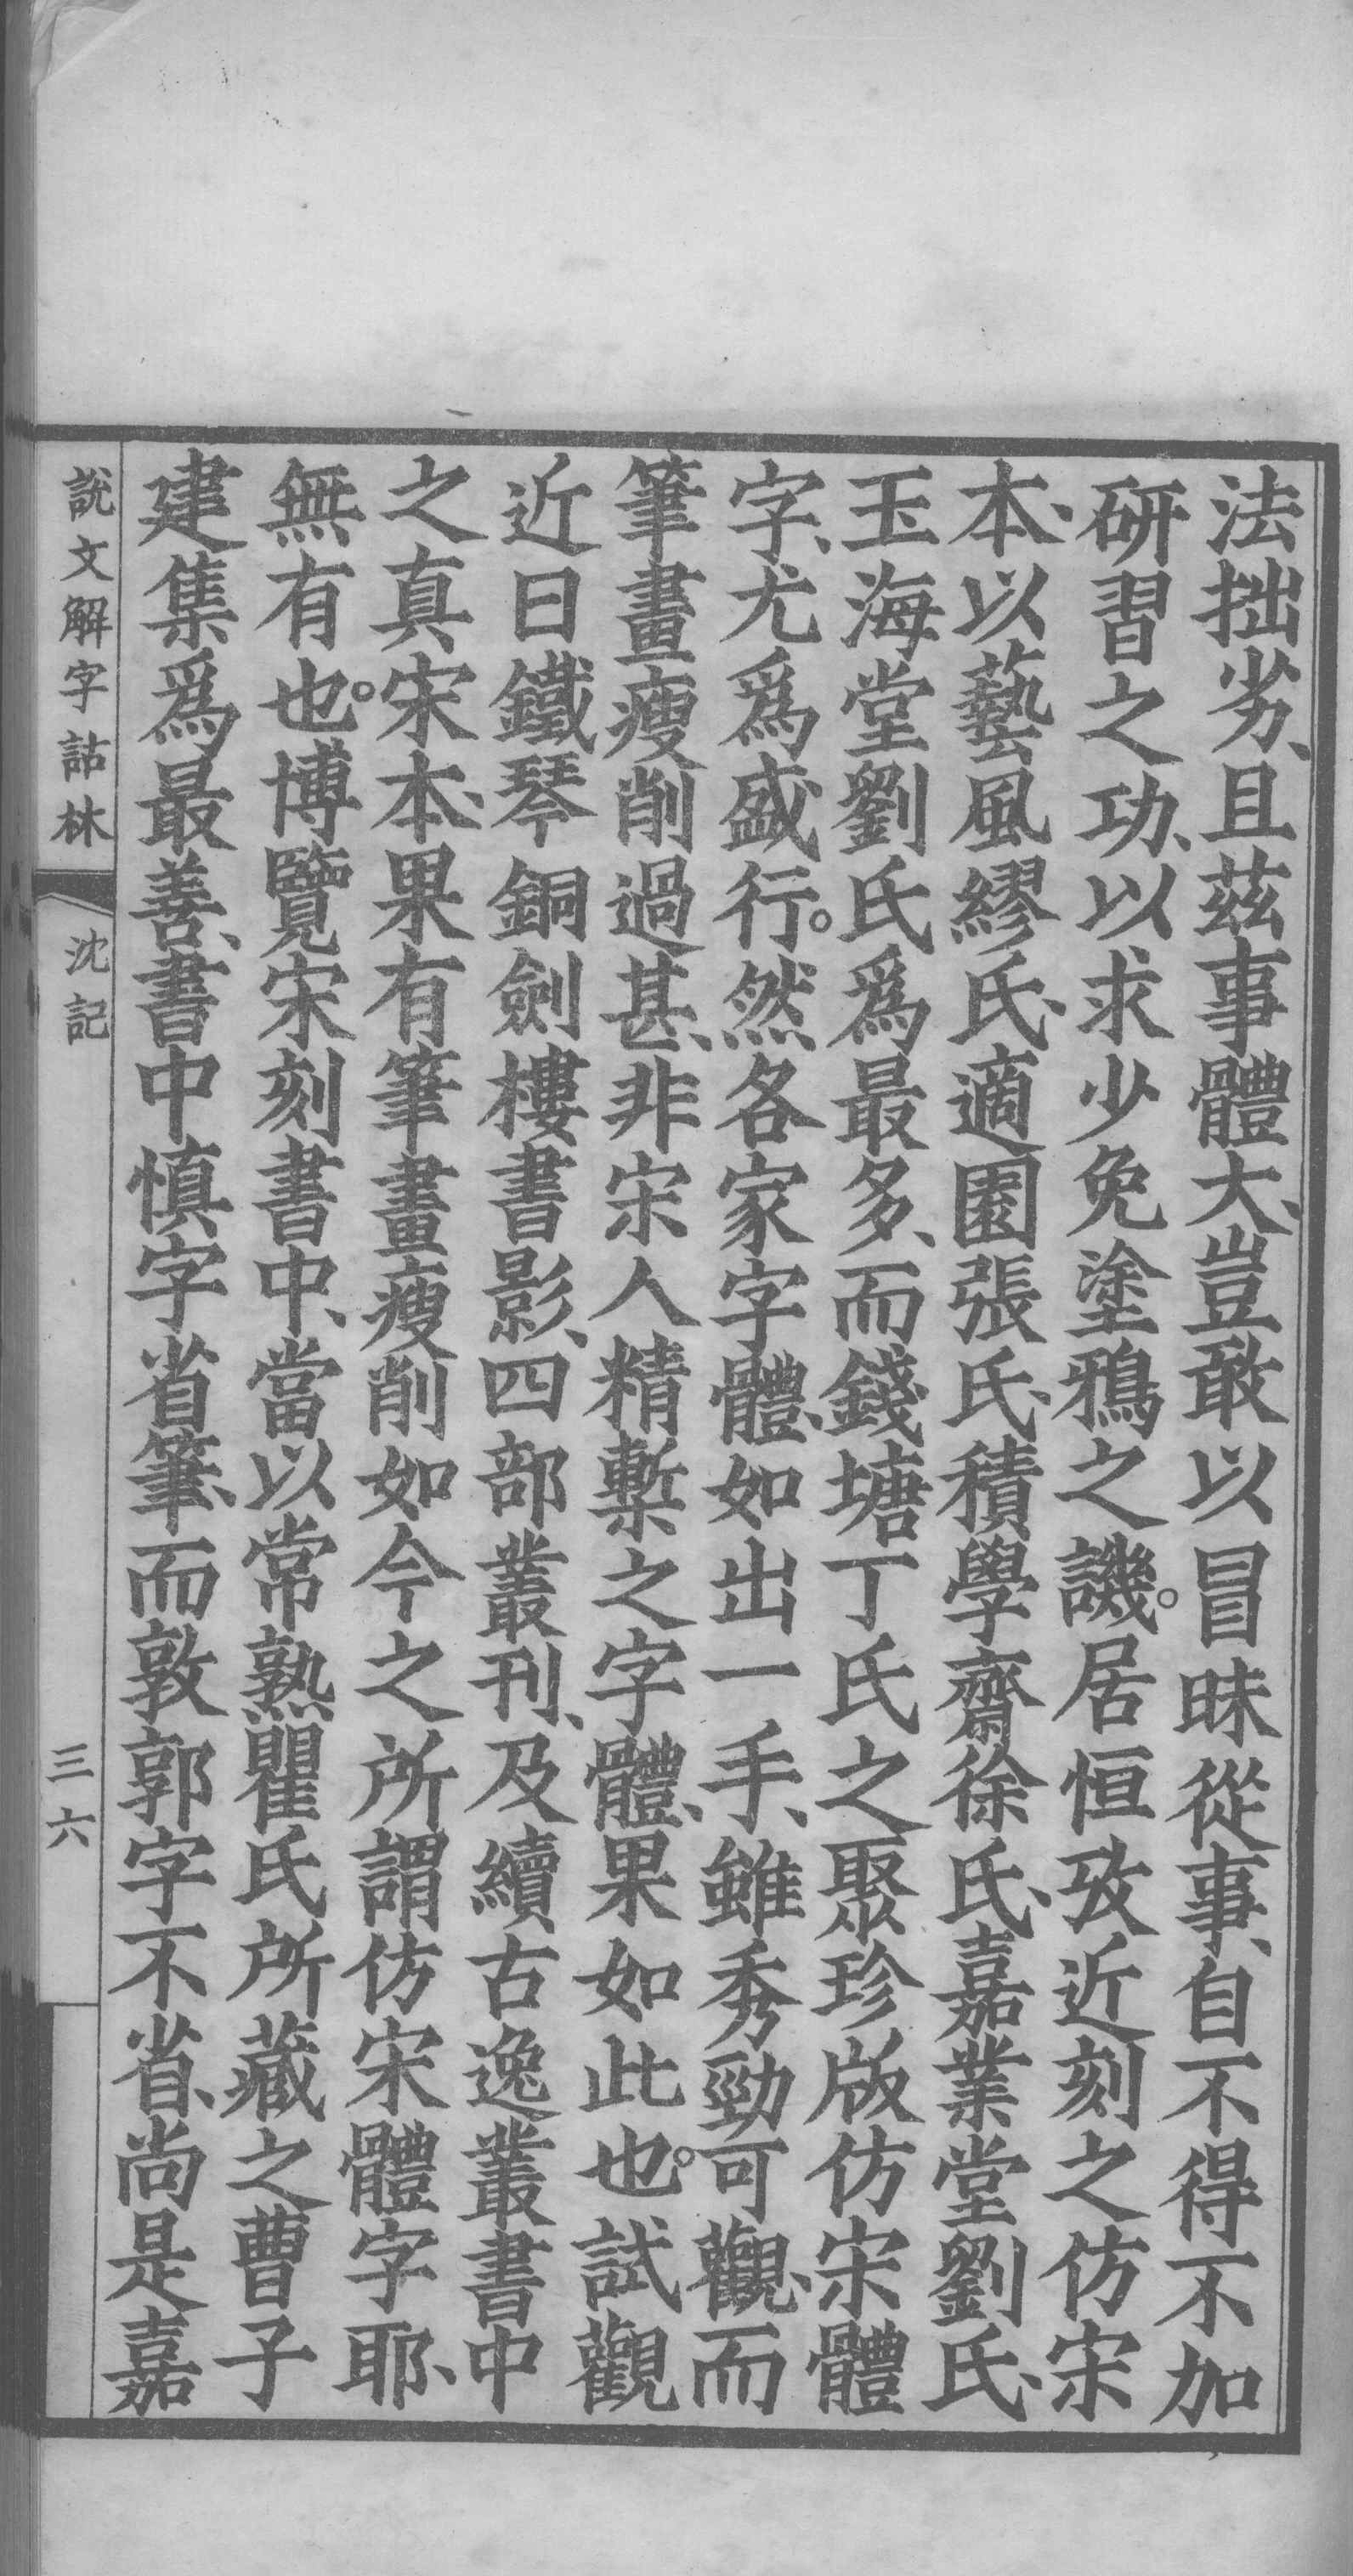 法拙劣、且茲事體大、豈敢以冒昧從事、自不得不加
研習之功、以求少免塗鴉之譏。居恒攷近刻之仿宋
本、以藝風繆氏、適園張氏、積學齋徐氏、嘉業堂劉氏、
玉海堂劉氏爲最多、而錢塘丁氏之聚珍版仿宋體
字、尤爲盛行。然各家字體、如出一手、雖秀勁可觀、而
筆畫瘦削過甚、非宋人精槧之字體、果如此也。試觀
近日鐵琴銅劍樓書影、四部叢刊、及續古逸叢書中
之真宋本、果有筆畫瘦削如今之所謂仿宋體字耶、
無有也。博覽宋刻書中、當以常熟瞿氏所藏之曹子
建集爲最善、書中慎字省筆、而敦郭字不省、尚是嘉
說文解字詁林
沈記
三六